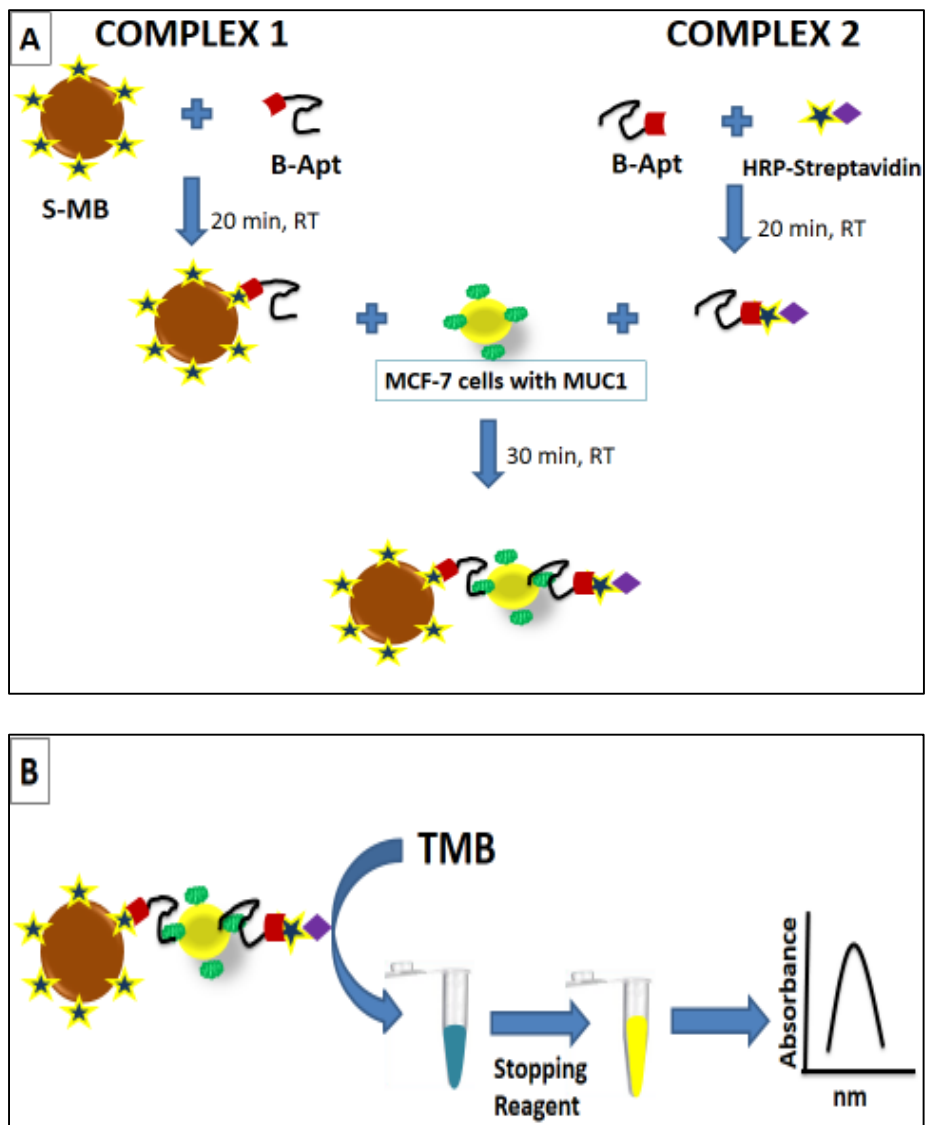 A
COMPLEX 1
COMPLEX 2
B-Apt
S-MB
B-Apt
HRP-Streptavidin
20 min, RT
20 min, RT
MCF-7 cells with MUC1
30 min, RT
B
TMB
Stopping
Reagent
Absorbance
nm